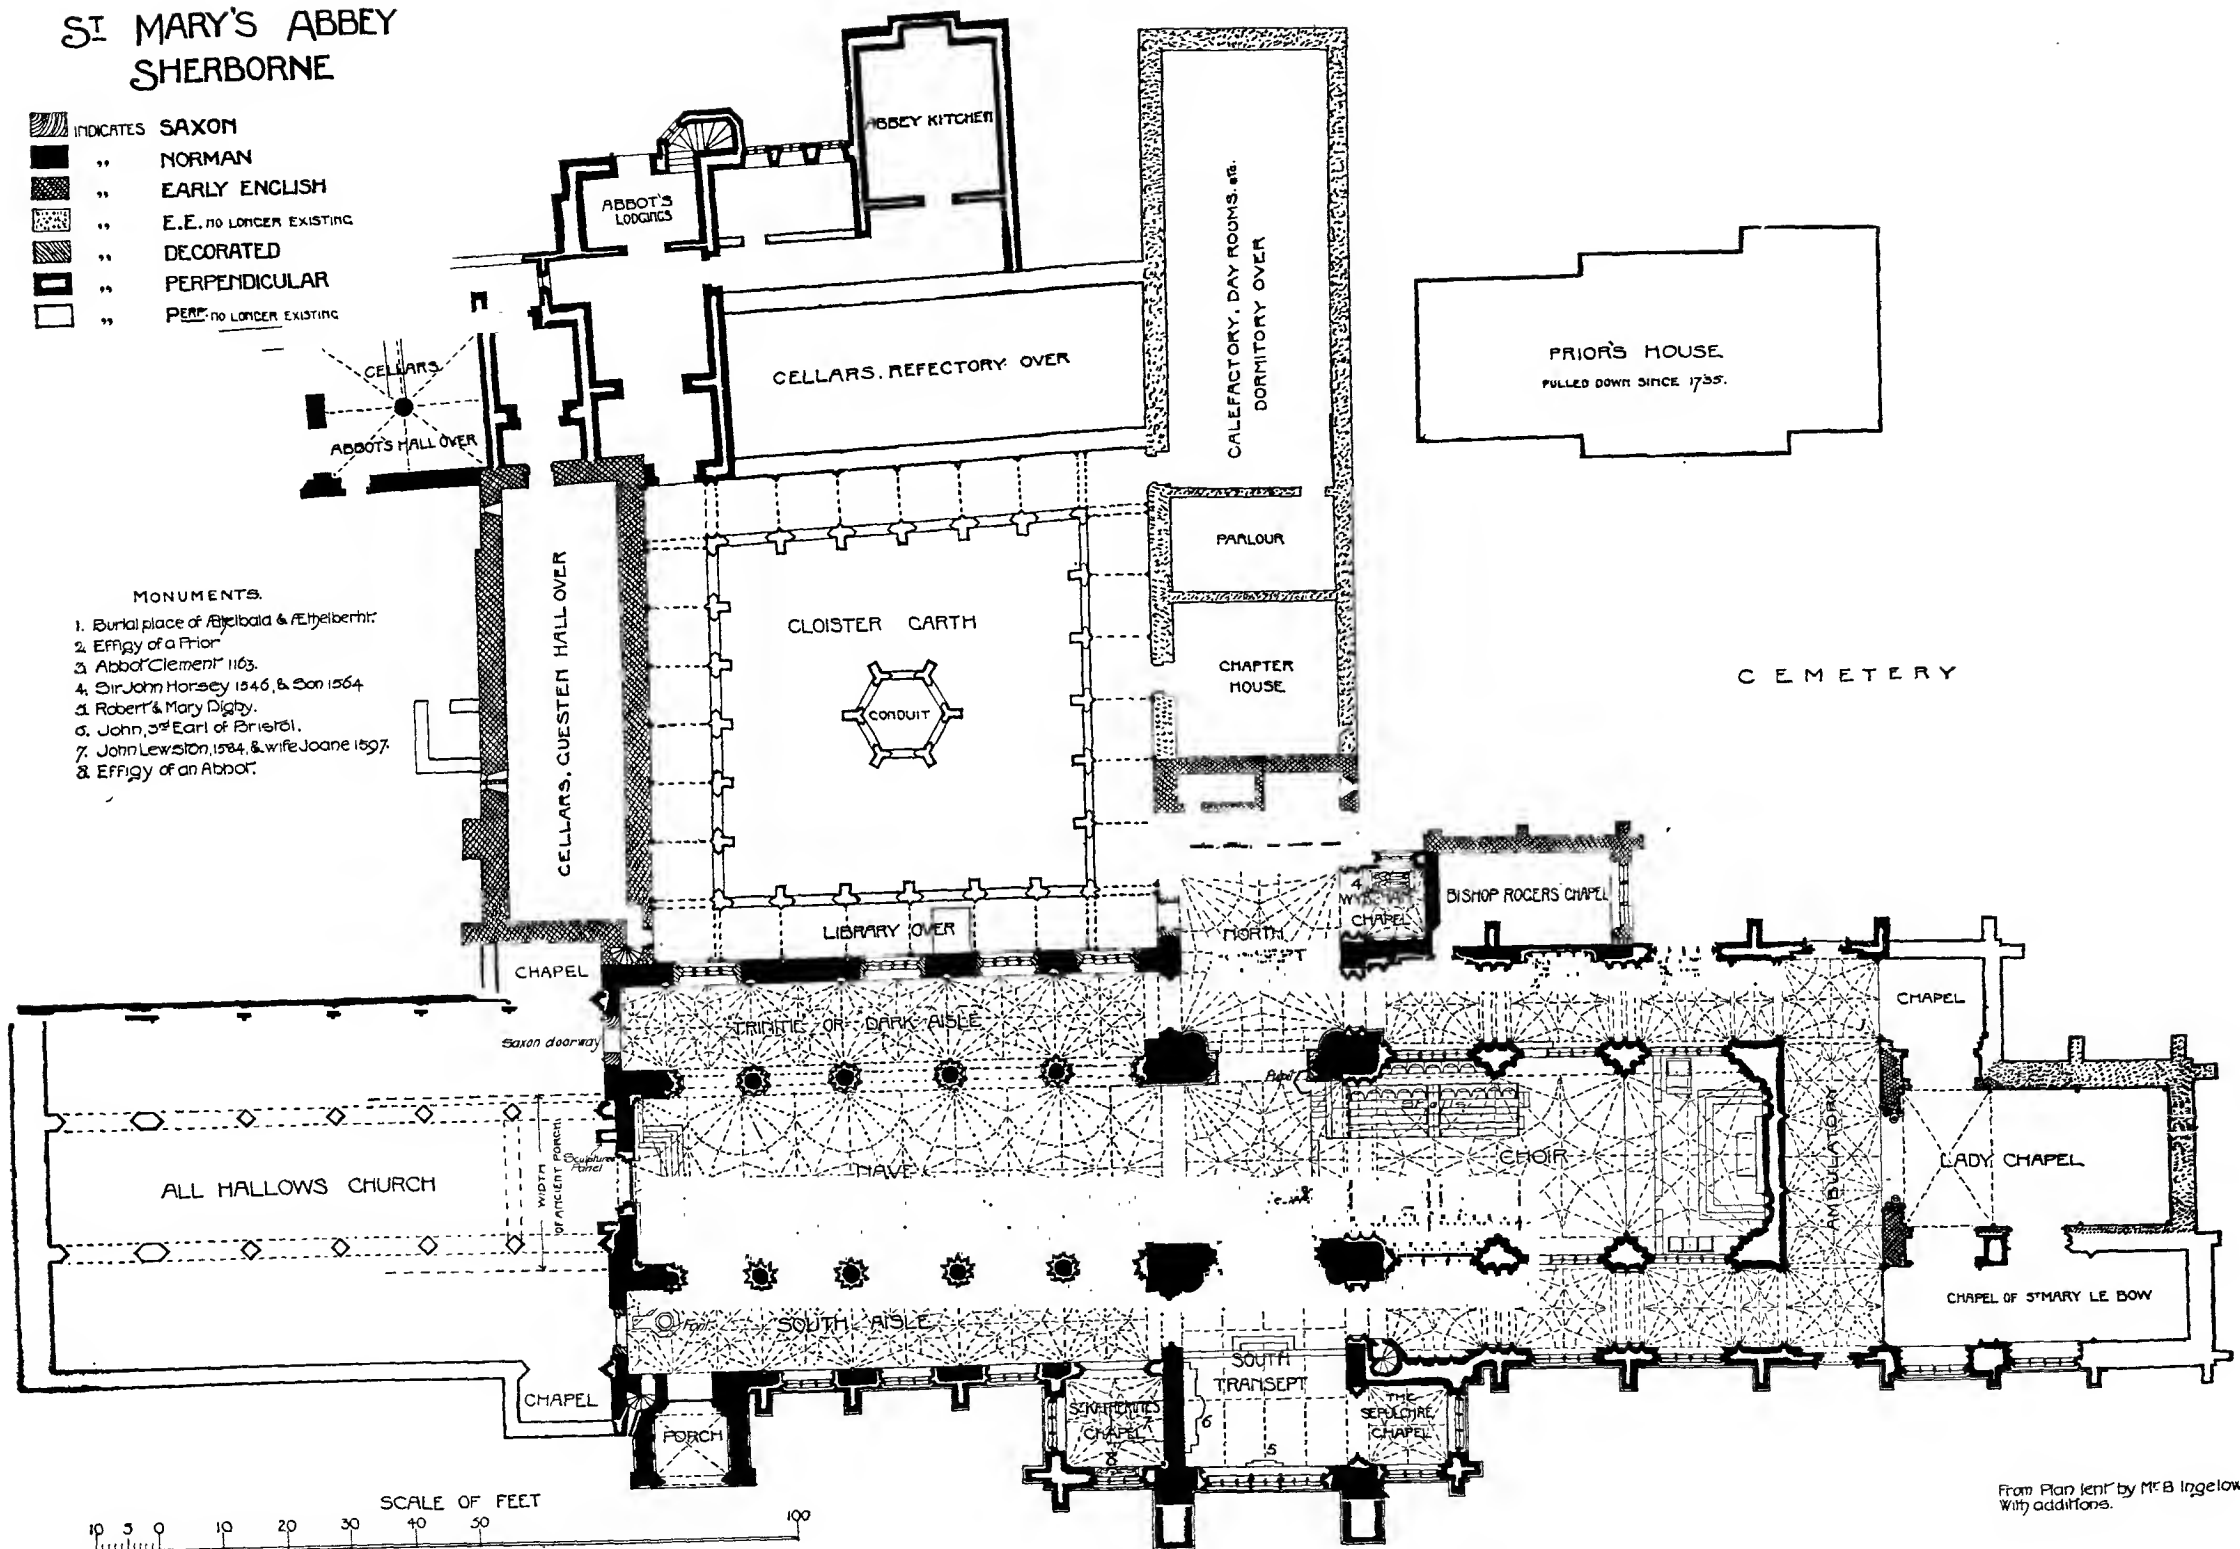 ST MARY'S ABBEY
SHERBORNE
INDICATES SAXON
" NORMAN
" EARLY ENGLISH
" E.E. NO LONGER EXISTING
" DECORATED
" PERPENDICULAR
" PERP: NO LONGER EXISTING
ABBEY KITCHEN
ABBOT'S
LODGINGS
CELLARS. REFECTORY OVER
CALEFACTORY, DAY ROOMS. etc.
DORMITORY OVER
PRIOR'S HOUSE
PULLED DOWN SINCE 1735.
CELLARS
ABBOT'S HALL OVER
CELLARS, GUESTEN HALL OVER
PARLOUR
CHAPTER
HOUSE
CLOISTER GARTH
CONDUIT
CEMETERY
MONUMENTS.
1. Burial place of Æthelbald & Æthelberht.
2. Effigy of a Prior
3. Abbot Clement 1163.
4. Sir John Horsey 1546, & Son 1564
5. Robert & Mary Digby.
6. John, 3rd Earl of Bristol.
7. John Lewston, 1584, & wife Joane 1597.
8. Effigy of an Abbot.
LIBRARY OVER
4
CHAPEL
BISHOP ROGERS CHAPEL
NORTH
CHAPEL
CHAPEL
TRINITIE OR DARK AISLE
Saxon doorway
Sculptured
Panel
WIDTH
OF ANCIENT PORCH
ALL HALLOWS CHURCH
NAVE
CHOIR
AMBULATORY
LADY CHAPEL
CHAPEL OF ST MARY LE BOW
Font
SOUTH AISLE
SOUTH
TRANSEPT
CHAPEL
PORCH
ST KATHERINE'S
CHAPEL
7
8
6
5
THE
SEPULCHRE
CHAPEL
SCALE OF FEET
10 5 0 10 20 30 40 50 100
From Plan lent by Mr B Ingelow
With additions.